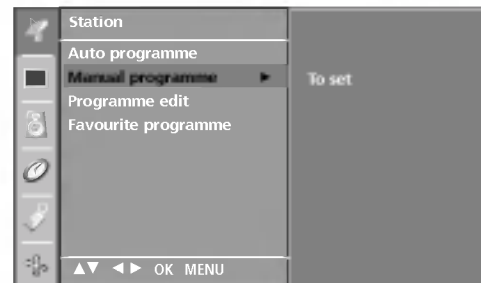 Station
Auto programme
Manual programme ► To set
Programme edit
Favourite programme
▲▼ ◄► OK MENU